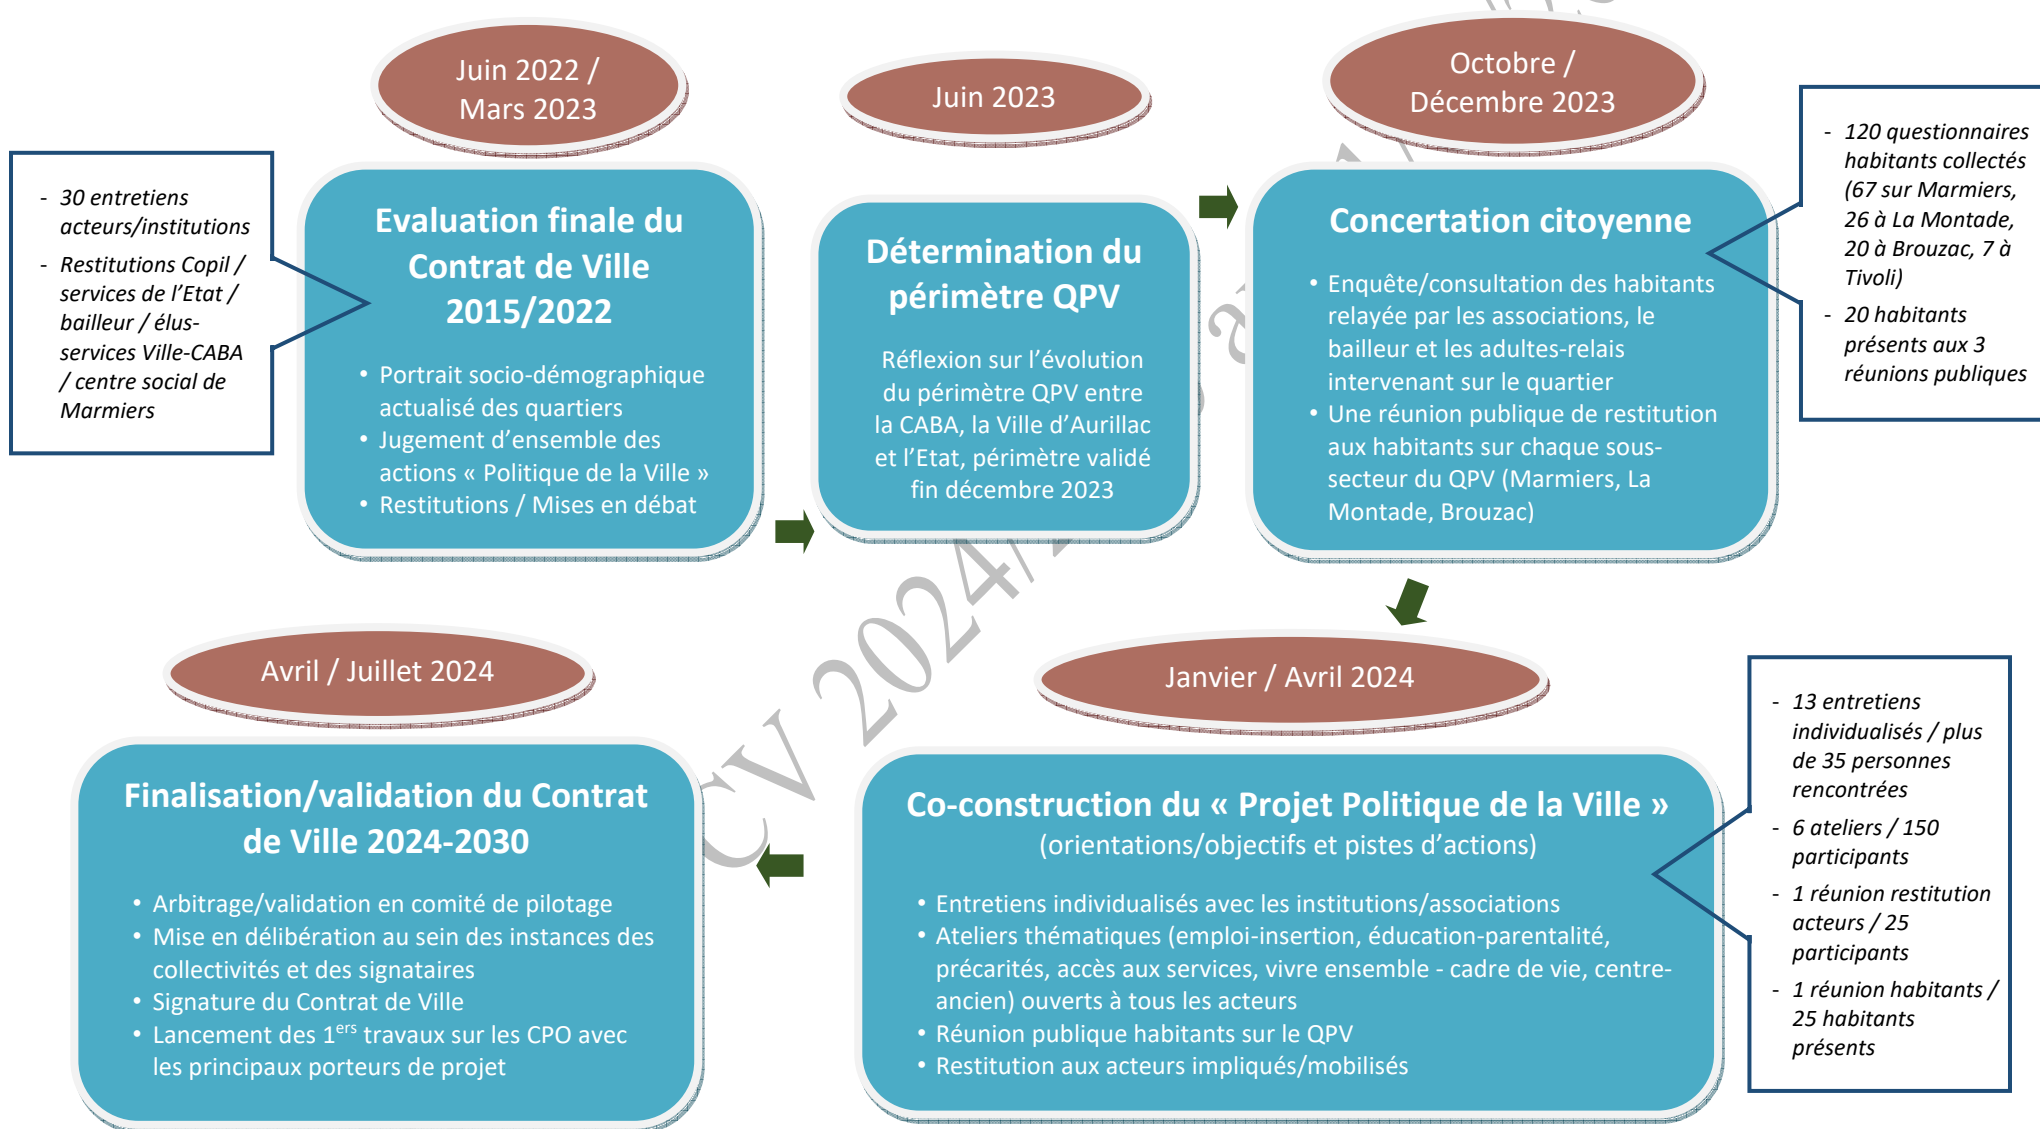 Juin 2022 /
Mars 2023
- 30 entretiens
acteurs/institutions
- Restitutions Copil /
services de l'Etat /
bailleur / élus-
services Ville-CABA
/ centre social de
Marmiers
Evaluation finale du
Contrat de Ville
2015/2022
• Portrait socio-démographique
actualisé des quartiers
• Jugement d'ensemble des
actions « Politique de la Ville »
• Restitutions / Mises en débat
Juin 2023
Détermination du
périmètre QPV
Réflexion sur l'évolution
du périmètre QPV entre
la CABA, la Ville d'Aurillac
et l'Etat, périmètre validé
fin décembre 2023
Octobre /
Décembre 2023
Concertation citoyenne
• Enquête/consultation des habitants
relayée par les associations, le
bailleur et les adultes-relais
intervenant sur le quartier
• Une réunion publique de restitution
aux habitants sur chaque sous-
secteur du QPV (Marmiers, La
Montade, Brouzac)
- 120 questionnaires
habitants collectés
(67 sur Marmiers,
26 à La Montade,
20 à Brouzac, 7 à
Tivoli)
- 20 habitants
présents aux 3
réunions publiques
Avril / Juillet 2024
Finalisation/validation du Contrat
de Ville 2024-2030
• Arbitrage/validation en comité de pilotage
• Mise en délibération au sein des instances des
collectivités et des signataires
• Signature du Contrat de Ville
• Lancement des 1ers travaux sur les CPO avec
les principaux porteurs de projet
Janvier / Avril 2024
Co-construction du « Projet Politique de la Ville »
(orientations/objectifs et pistes d'actions)
• Entretiens individualisés avec les institutions/associations
• Ateliers thématiques (emploi-insertion, éducation-parentalité,
précarités, accès aux services, vivre ensemble - cadre de vie, centre-
ancien) ouverts à tous les acteurs
• Réunion publique habitants sur le QPV
• Restitution aux acteurs impliqués/mobilisés
- 13 entretiens
individualisés / plus
de 35 personnes
rencontrées
- 6 ateliers / 150
participants
- 1 réunion restitution
acteurs / 25
participants
- 1 réunion habitants /
25 habitants
présents
CV 2024/